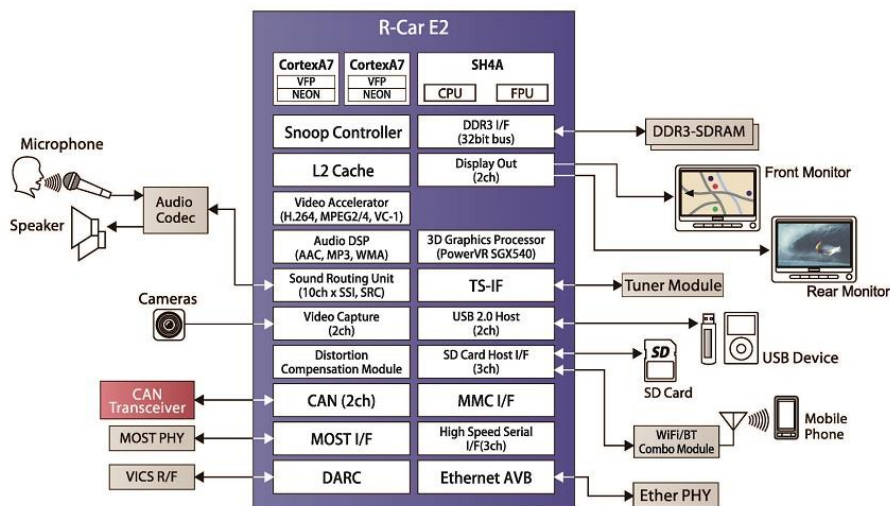 R-Car E2
CortexA7
VFP
NEON
CortexA7
VFP
NEON
SH4A
CPU
FPU
Snoop Controller
DDR3 I/F
(32bit bus)
L2 Cache
Display Out
(2ch)
Video Accelerator
(H.264, MPEG2/4, VC-1)
Audio DSP
(AAC, MP3, WMA)
3D Graphics Processor
(PowerVR SGX540)
Sound Routing Unit
(10ch x SSI, SRC)
TS-IF
Video Capture
(2ch)
USB 2.0 Host
(2ch)
Distortion
Compensation Module
SD Card Host I/F
(3ch)
CAN (2ch)
MMC I/F
MOST I/F
High Speed Serial
I/F(3ch)
DARC
Ethernet AVB
Microphone
Speaker
Audio
Codec
Cameras
CAN
Transceiver
MOST PHY
VICS R/F
DDR3-SDRAM
Front Monitor
Rear Monitor
Tuner Module
USB Device
SD
SD Card
WiFi/BT
Combo Module
Mobile
Phone
Ether PHY